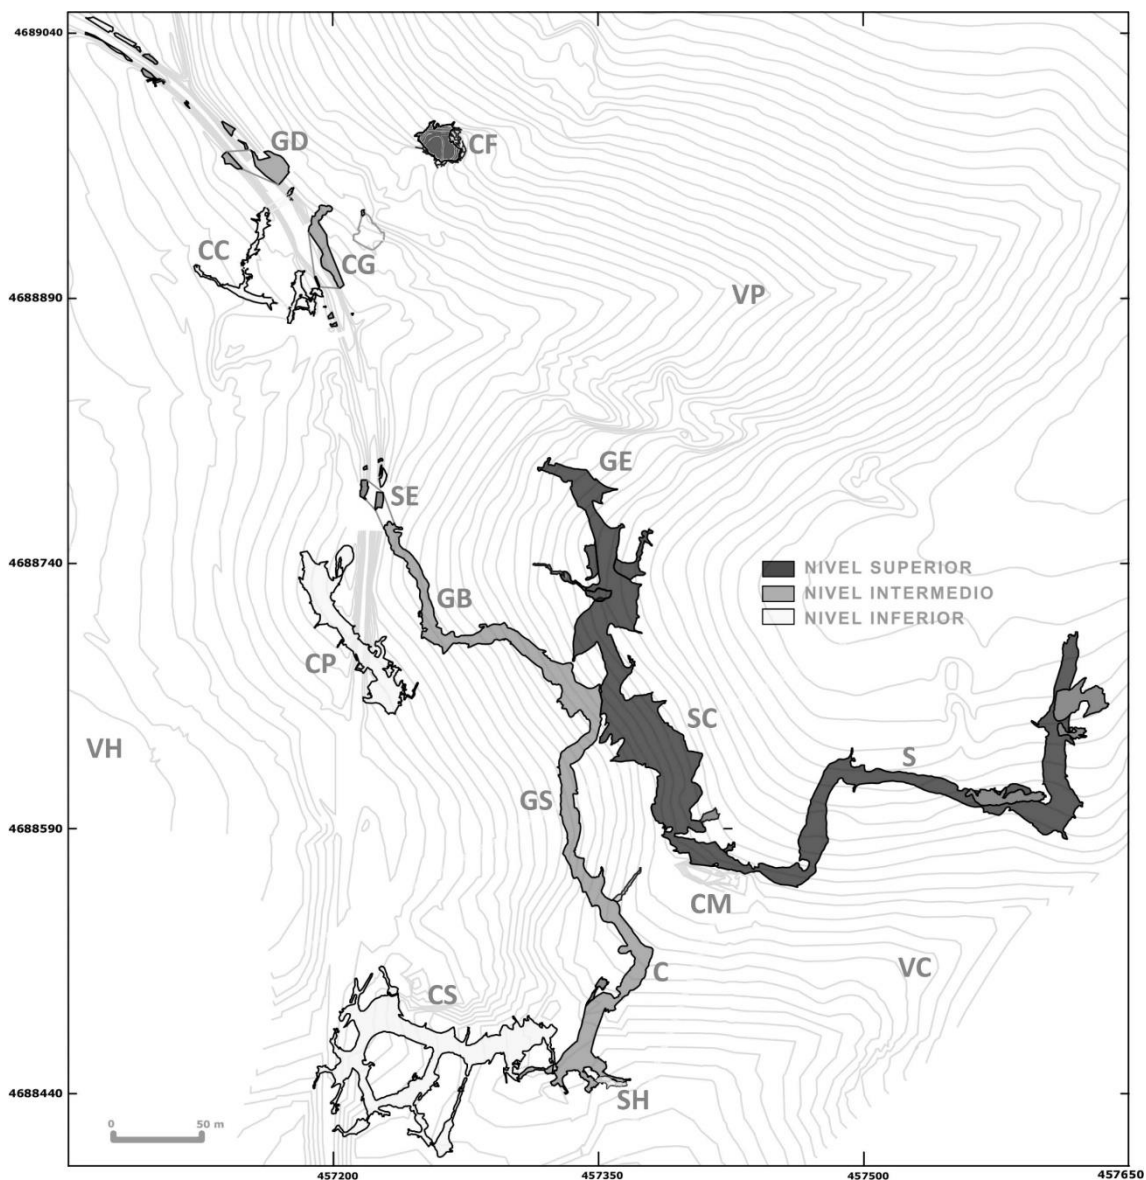 4689040
GD
CF
CC
CG
4688890
VP
GE
SE
4688740
NIVEL SUPERIOR
NIVEL INTERMEDIO
NIVEL INFERIOR
GB
CP
SC
VH
S
GS
4688590
CM
C
VC
CS
4688440
SH
0
50 m
457200
457350
457500
457650